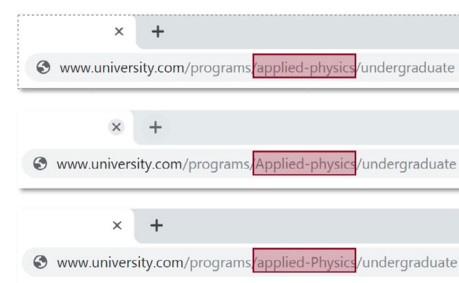 www.university.com/programs/applied-physics/undergraduate
www.university.com/programs/Applied-physics/undergraduate
www.university.com/programs/applied-Physics/undergraduate